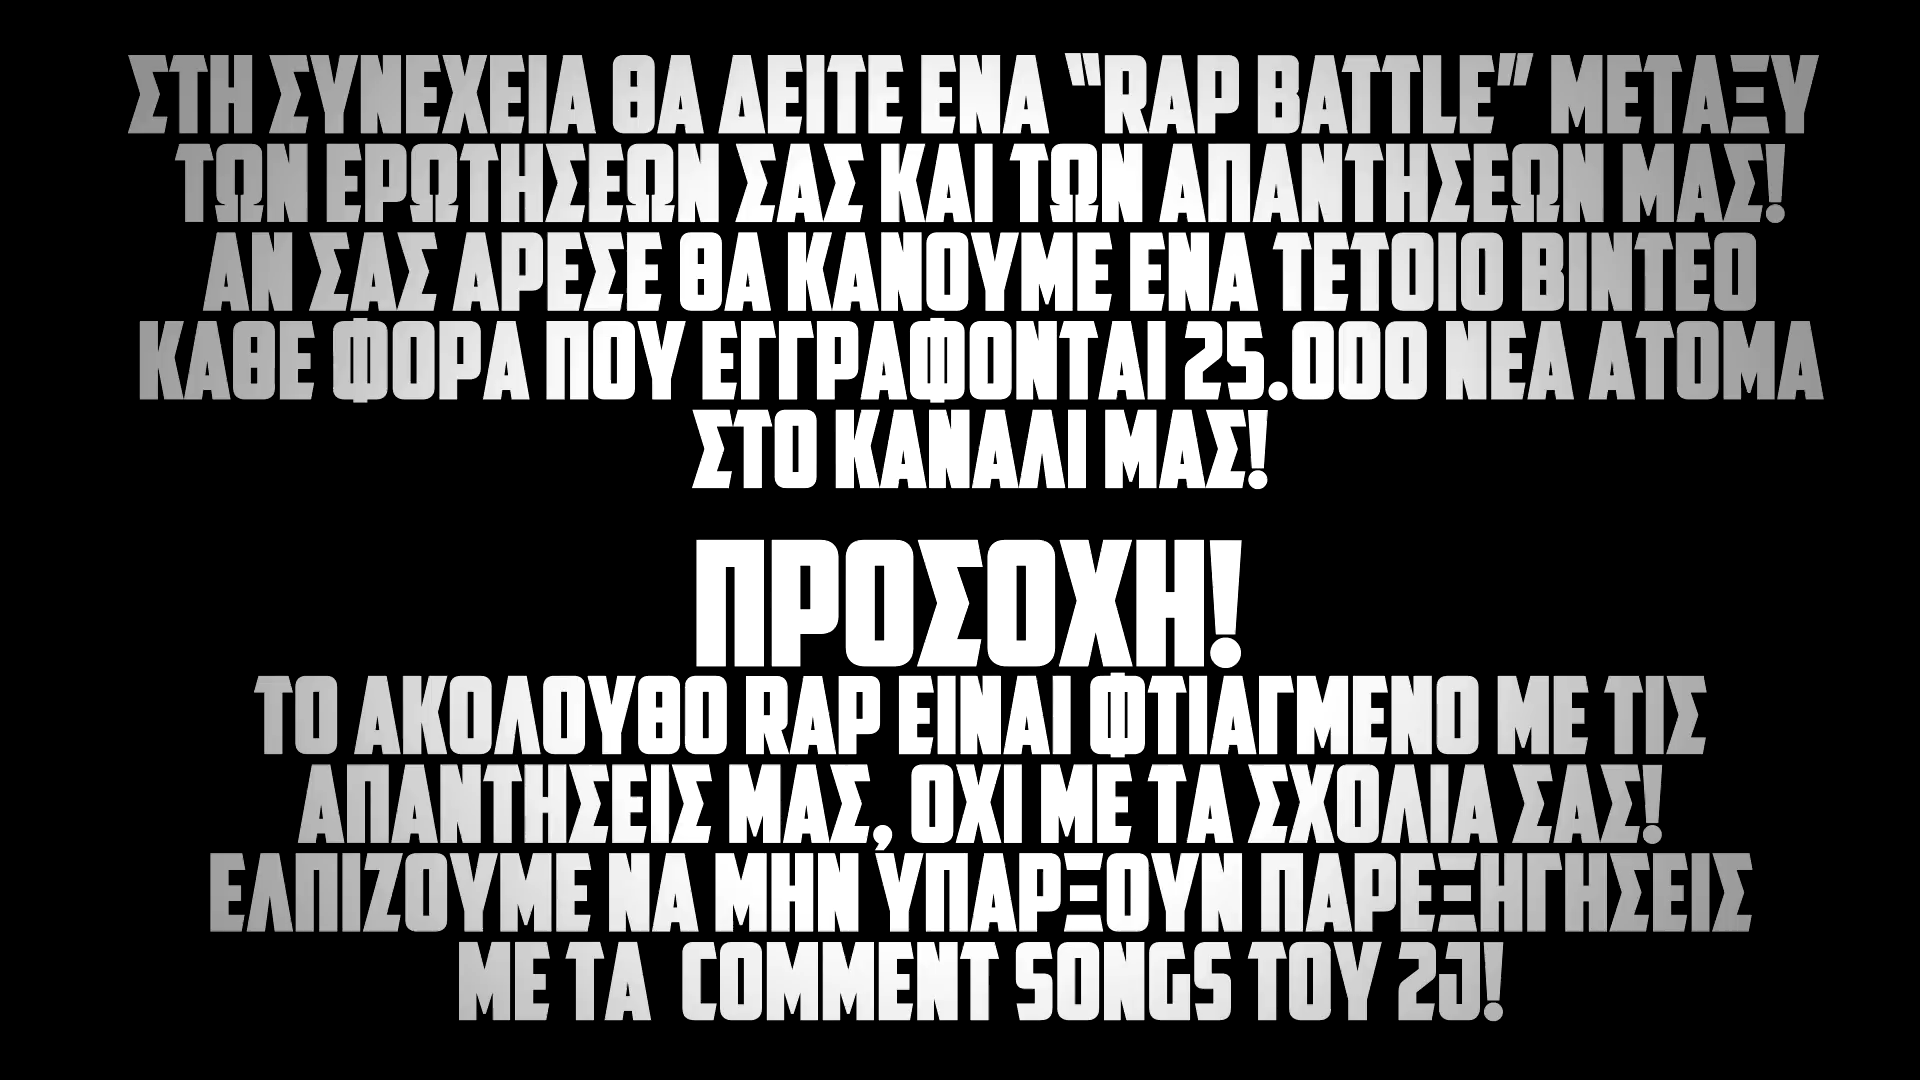 ΣΤΗ ΣΥΝΕΧΕΙΑ ΘΑ ΔΕΙΤΕ ΕΝΑ “RAP BATTLE” ΜΕΤΑΞΥ
ΤΩΝ ΕΡΩΤΗΣΕΩΝ ΣΑΣ ΚΑΙ ΤΩΝ ΑΠΑΝΤΗΣΕΩΝ ΜΑΣ!
ΑΝ ΣΑΣ ΑΡΕΣΕ ΘΑ ΚΑΝΟΥΜΕ ΕΝΑ ΤΕΤΟΙΟ ΒΙΝΤΕΟ
ΚΑΘΕ ΦΟΡΑ ΠΟΥ ΕΓΓΡΑΦΟΝΤΑΙ 25.000 ΝΕΑ ΑΤΟΜΑ
ΣΤΟ ΚΑΝΑΛΙ ΜΑΣ!
ΠΡΟΣΟΧΗ!
ΤΟ ΑΚΟΛΟΥΘΟ RAP ΕΙΝΑΙ ΦΤΙΑΓΜΕΝΟ ΜΕ ΤΙΣ
ΑΠΑΝΤΗΣΕΙΣ ΜΑΣ, ΟΧΙ ΜΕ ΤΑ ΣΧΟΛΙΑ ΣΑΣ!
ΕΛΠΙΖΟΥΜΕ ΝΑ ΜΗΝ ΥΠΑΡΞΟΥΝ ΠΑΡΕΞΗΓΗΣΕΙΣ
ΜΕ ΤΑ COMMENT SONGS ΤΟΥ 2J!